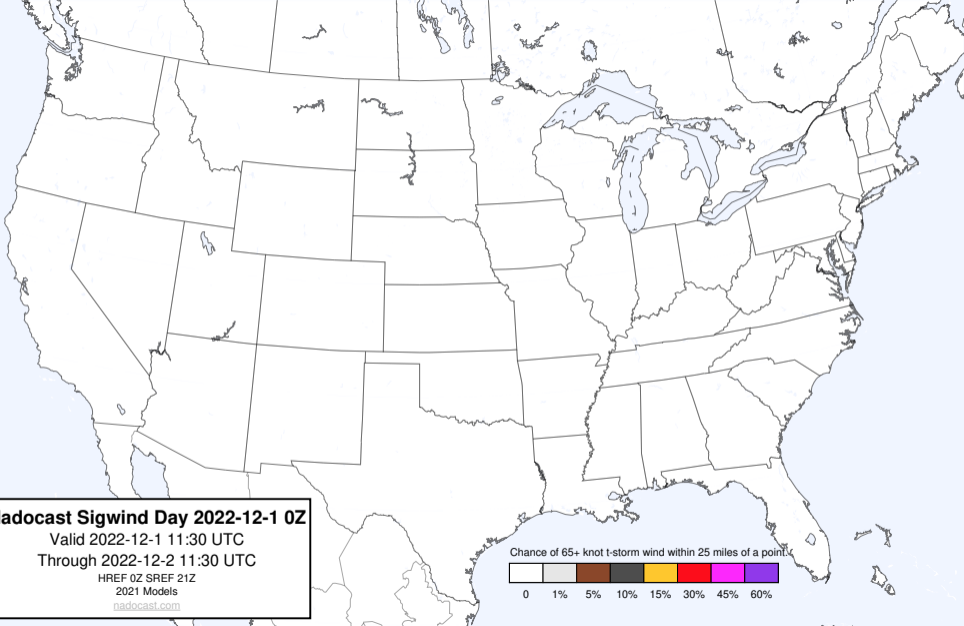 adocast Sigwind Day 2022-12-1 0Z
Valid 2022-12-1 11:30 UTC
Through 2022-12-2 11:30 UTC
HREF 0Z SREF 21Z
2021 Models
nadocast.com
Chance of 65+ knot t-storm wind within 25 miles of a point.
0 1% 5% 10% 15% 30% 45% 60%